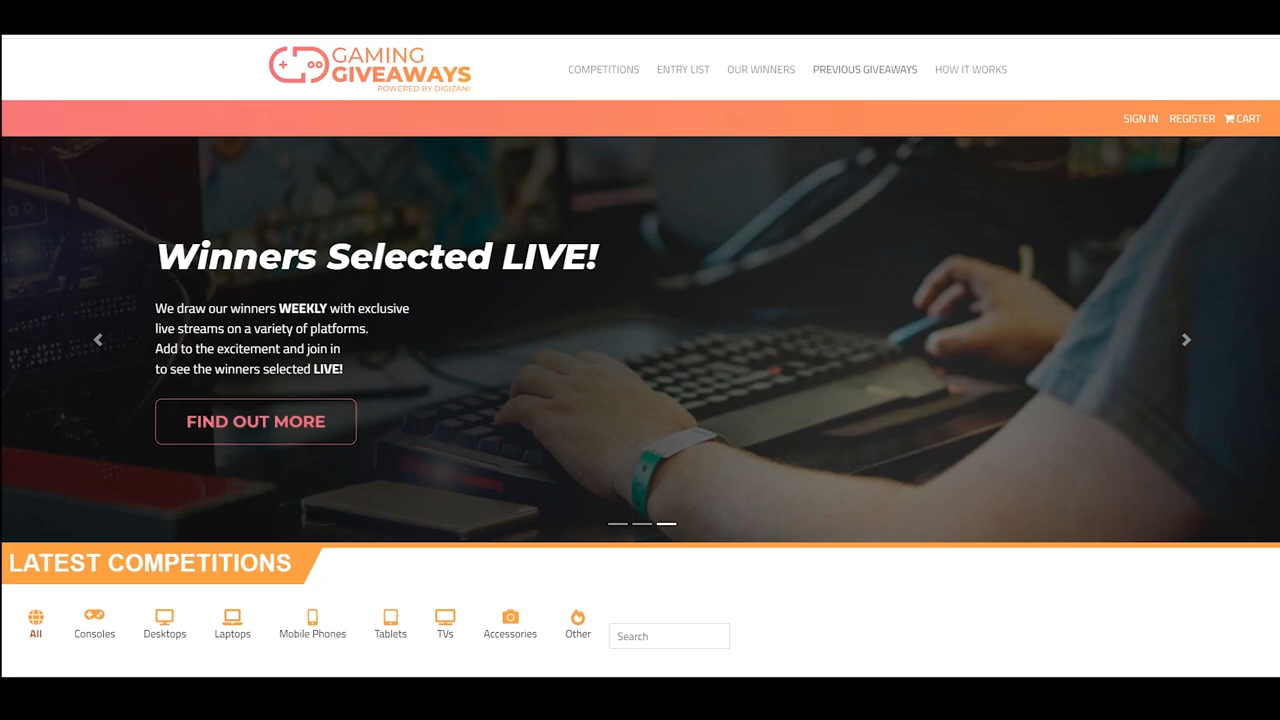 GAMING
GIVEAWAYS
POWERED BY DIGIZANI
COMPETITIONS ENTRY LIST OUR WINNERS PREVIOUS GIVEAWAYS HOW IT WORKS
SIGN IN REGISTER CART
Winners Selected LIVE!
We draw our winners WEEKLY with exclusive
live streams on a variety of platforms.
Add to the excitement and join in
to see the winners selected LIVE!
FIND OUT MORE
LATEST COMPETITIONS
All Consoles Desktops Laptops Mobile Phones Tablets TVs Accessories Other Search